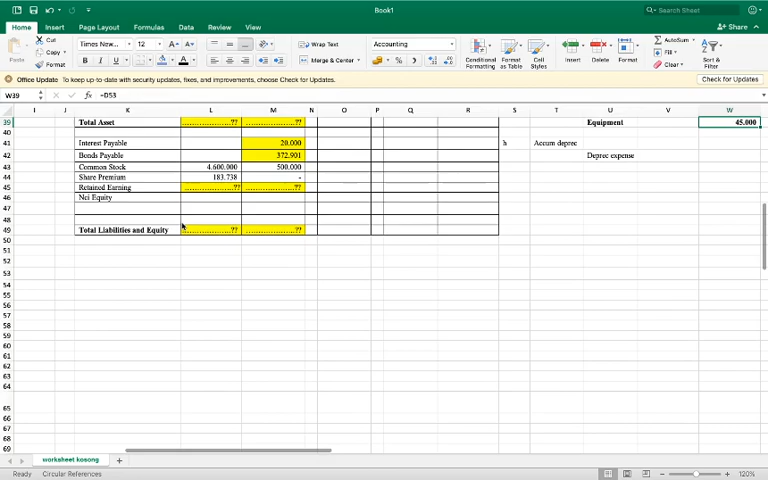 Book1
Search Sheet
Home Insert Page Layout Formulas Data Review View
Share
Paste
Cut
Copy
Format
Times New... 12 A A
B I U
Wrap Text
Merge & Center
Accounting
%
Conditional Formatting
Format as Table
Cell Styles
Insert
Delete
Format
AutoSum
Fill
Clear
Sort & Filter
Office Update To keep up-to-date with security updates, fixes, and improvements, choose Check for Updates.
Check for Updates
W39 fx =D53
I J K L M N O P Q R S T U V W
39 Total Asset ....................?? ....................?? Equipment 45.000
40
41 Interest Payable 20.000 h Accum deprec
42 Bonds Payable 372.901 Deprec expense
43 Common Stock 4.600.000 500.000
44 Share Premium 183.738 -
45 Retained Earning ....................?? ....................??
46 Nci Equity
47
48
49 Total Liabilities and Equity ....................?? ....................??
50
51
52
53
54
55
56
57
58
59
60
61
62
63
64
65
66
67
68
69
worksheet kosong +
Ready Circular References
120%